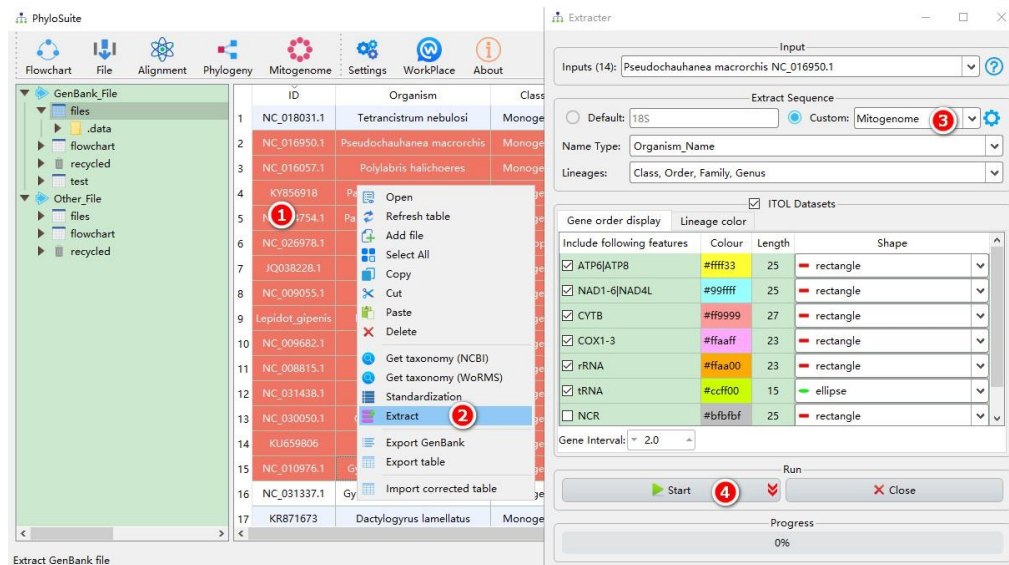 PhyloSuite
Flowchart File Alignment Phylogeny Mitogenome Settings WorkPlace About
GenBank_File
files
.data
flowchart
recycled
test
Other_File
files
flowchart
recycled
ID Organism Class
1 NC_018031.1 Tetrancistrum nebulosi Monoge
2 NC_016950.1 Pseudochauhanea macrorchis Monoge
3 NC_016057.1 Polylabris halichoeres Monoge
4 KY856918
5
6 NC_026978.1
7 JQ038228.1
8 NC_009055.1
9 Lepidot_gipenis
10 NC_009682.1
11 NC_008815.1
12 NC_031438.1
13 NC_030050.1
14 KU659806
15 NC_010976.1
16 NC_031337.1 Gy
17 KR871673 Dactylogyrus lamellatus Monoge
1
Open
Refresh table
Add file
Select All
Copy
Cut
Paste
Delete
Get taxonomy (NCBI)
Get taxonomy (WoRMS)
Standardization
Extract 2
Export GenBank
Export table
Import corrected table
Extract GenBank file
Extracter
Input
Inputs (14): Pseudochauhanea macrorchis NC_016950.1
Extract Sequence
Default: 18S Custom: Mitogenome 3
Name Type: Organism_Name
Lineages: Class, Order, Family, Genus
ITOL Datasets
Gene order display Lineage color
Include following features Colour Length Shape
ATP6|ATP8 #ffff33 25 rectangle
NAD1-6|NAD4L #99ffff 25 rectangle
CYTB #ff9999 27 rectangle
COX1-3 #ffaaff 23 rectangle
rRNA #ffaa00 23 rectangle
tRNA #ccff00 15 ellipse
NCR #bfbfbf 25 rectangle
Gene Interval: 2.0
Run
Start 4 Close
Progress
0%